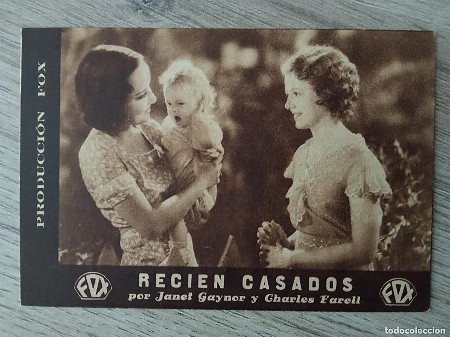 PRODUCCIÓN FOX
RECIEN CASADOS
por Janet Gaynor y Charles Farell
FOX
FOX
todocoleccion